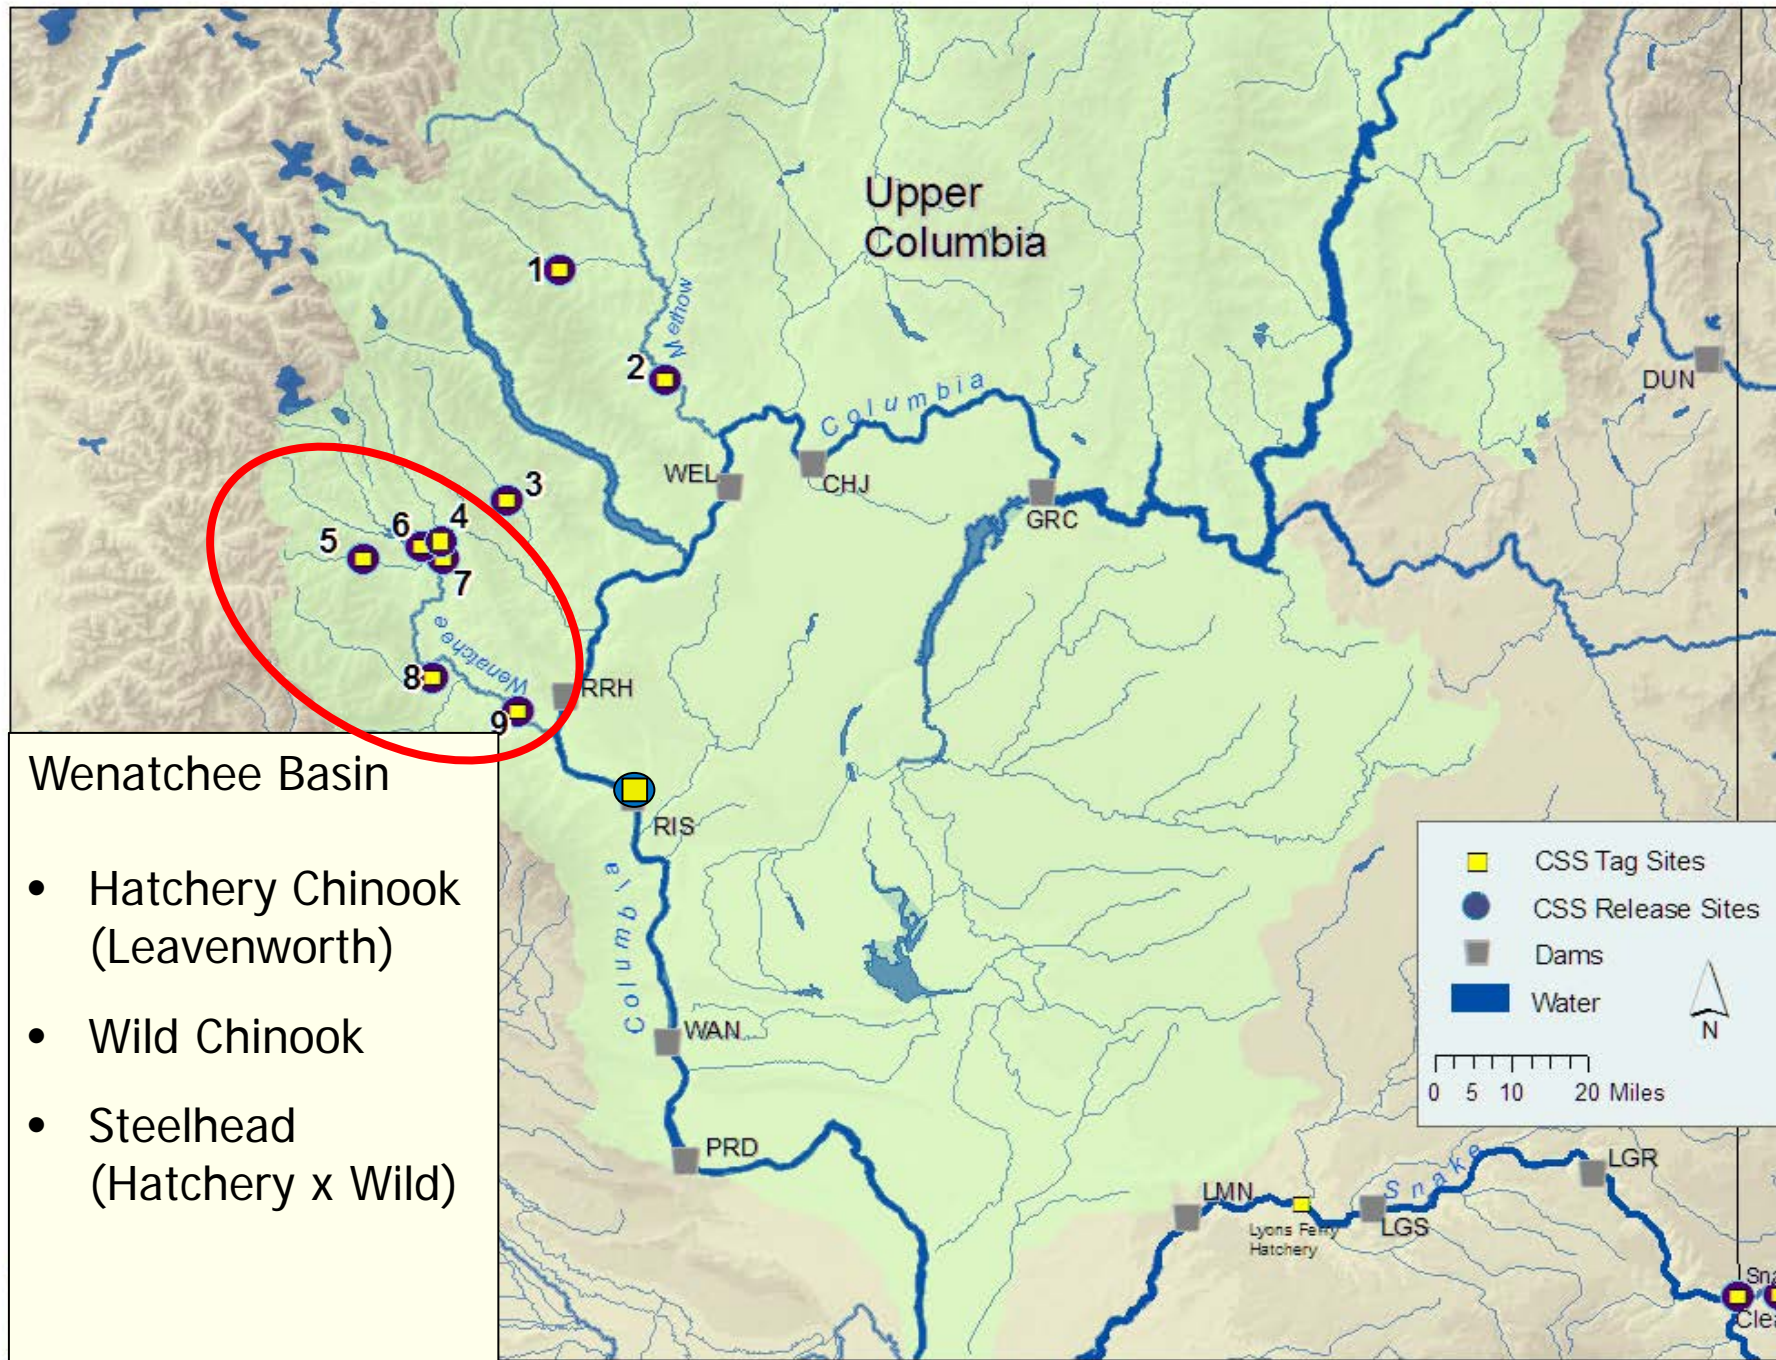 Upper
Columbia
1
Methow
2
DUN
Columbia
WEL
CHJ
GRC
3
4
6
5
7
Wenatchee
8
9
RRH
Wenatchee Basin
• Hatchery Chinook
(Leavenworth)
• Wild Chinook
• Steelhead
(Hatchery x Wild)
RIS
Columbia
WAN
PRD
CSS Tag Sites
CSS Release Sites
Dams
Water
N
0 5 10 20 Miles
LMN
Snake
LGR
Lyons Ferry
Hatchery
LGS
Sna
Clea